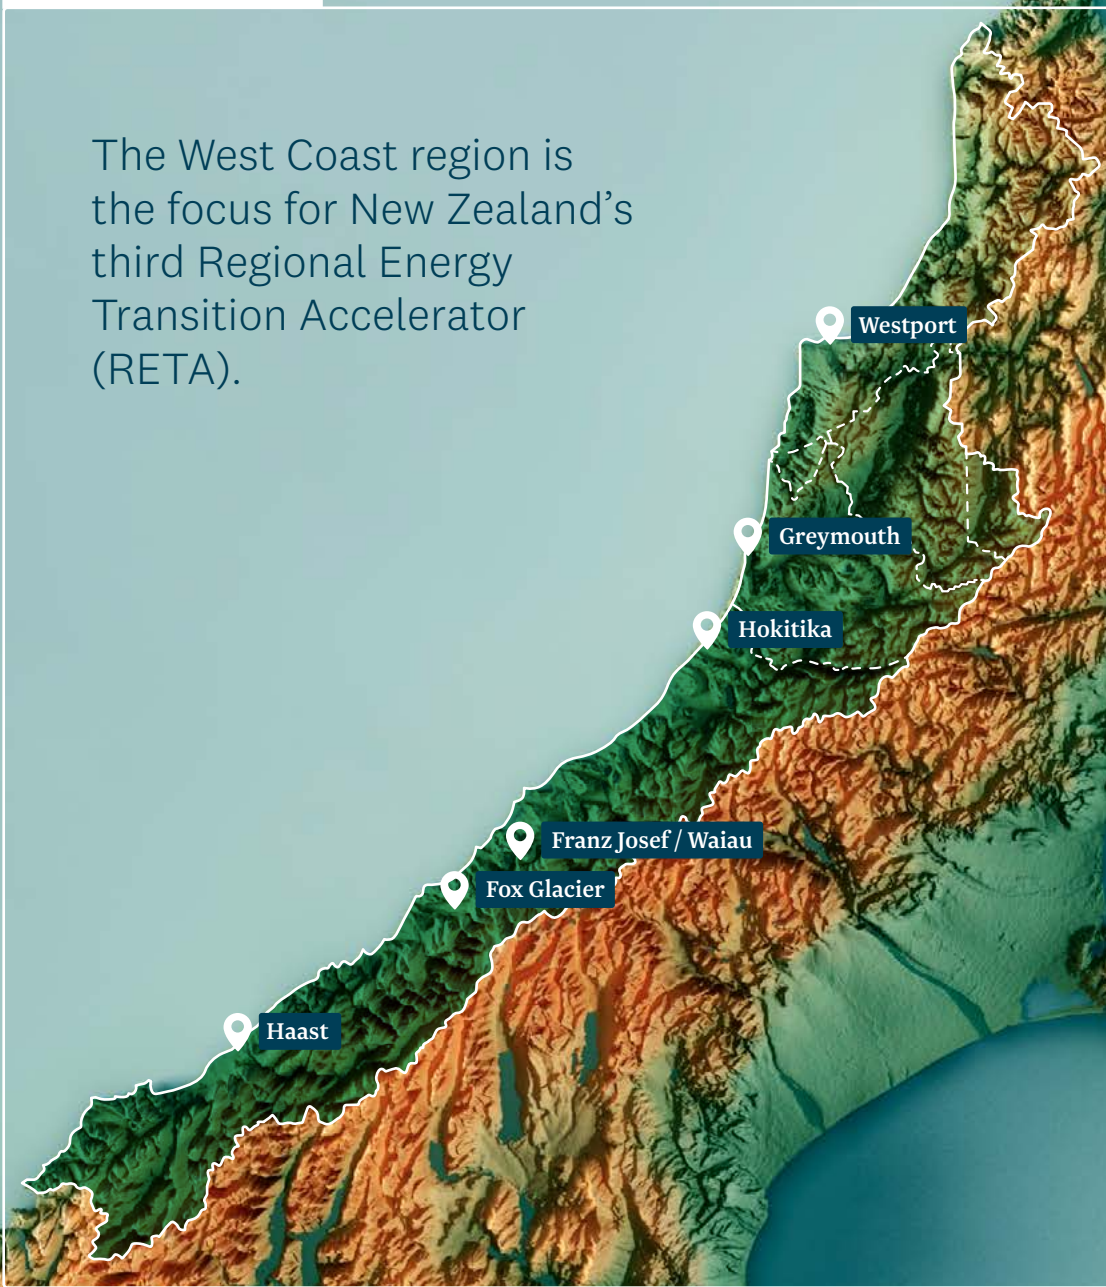 The West Coast region is
the focus for New Zealand’s
third Regional Energy
Transition Accelerator
(RETA).
Westport
Greymouth
Hokitika
Franz Josef / Waiau
Fox Glacier
Haast